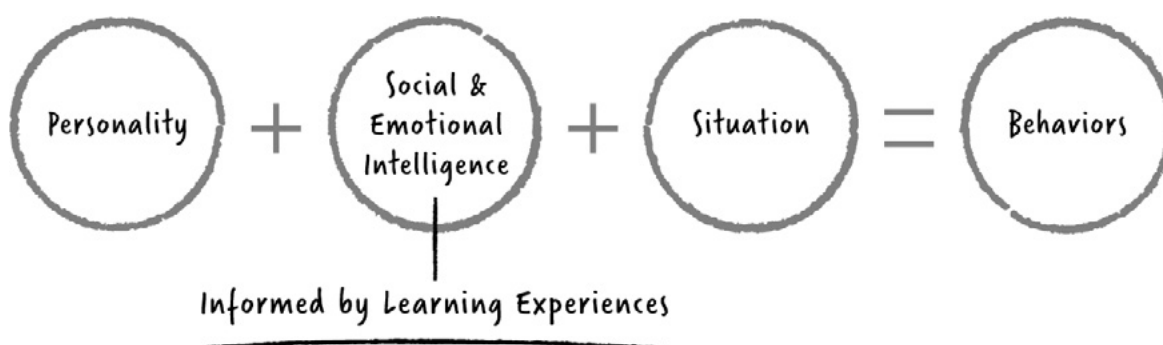 Personality + Social & Emotional Intelligence + Situation = Behaviors
Informed by Learning Experiences